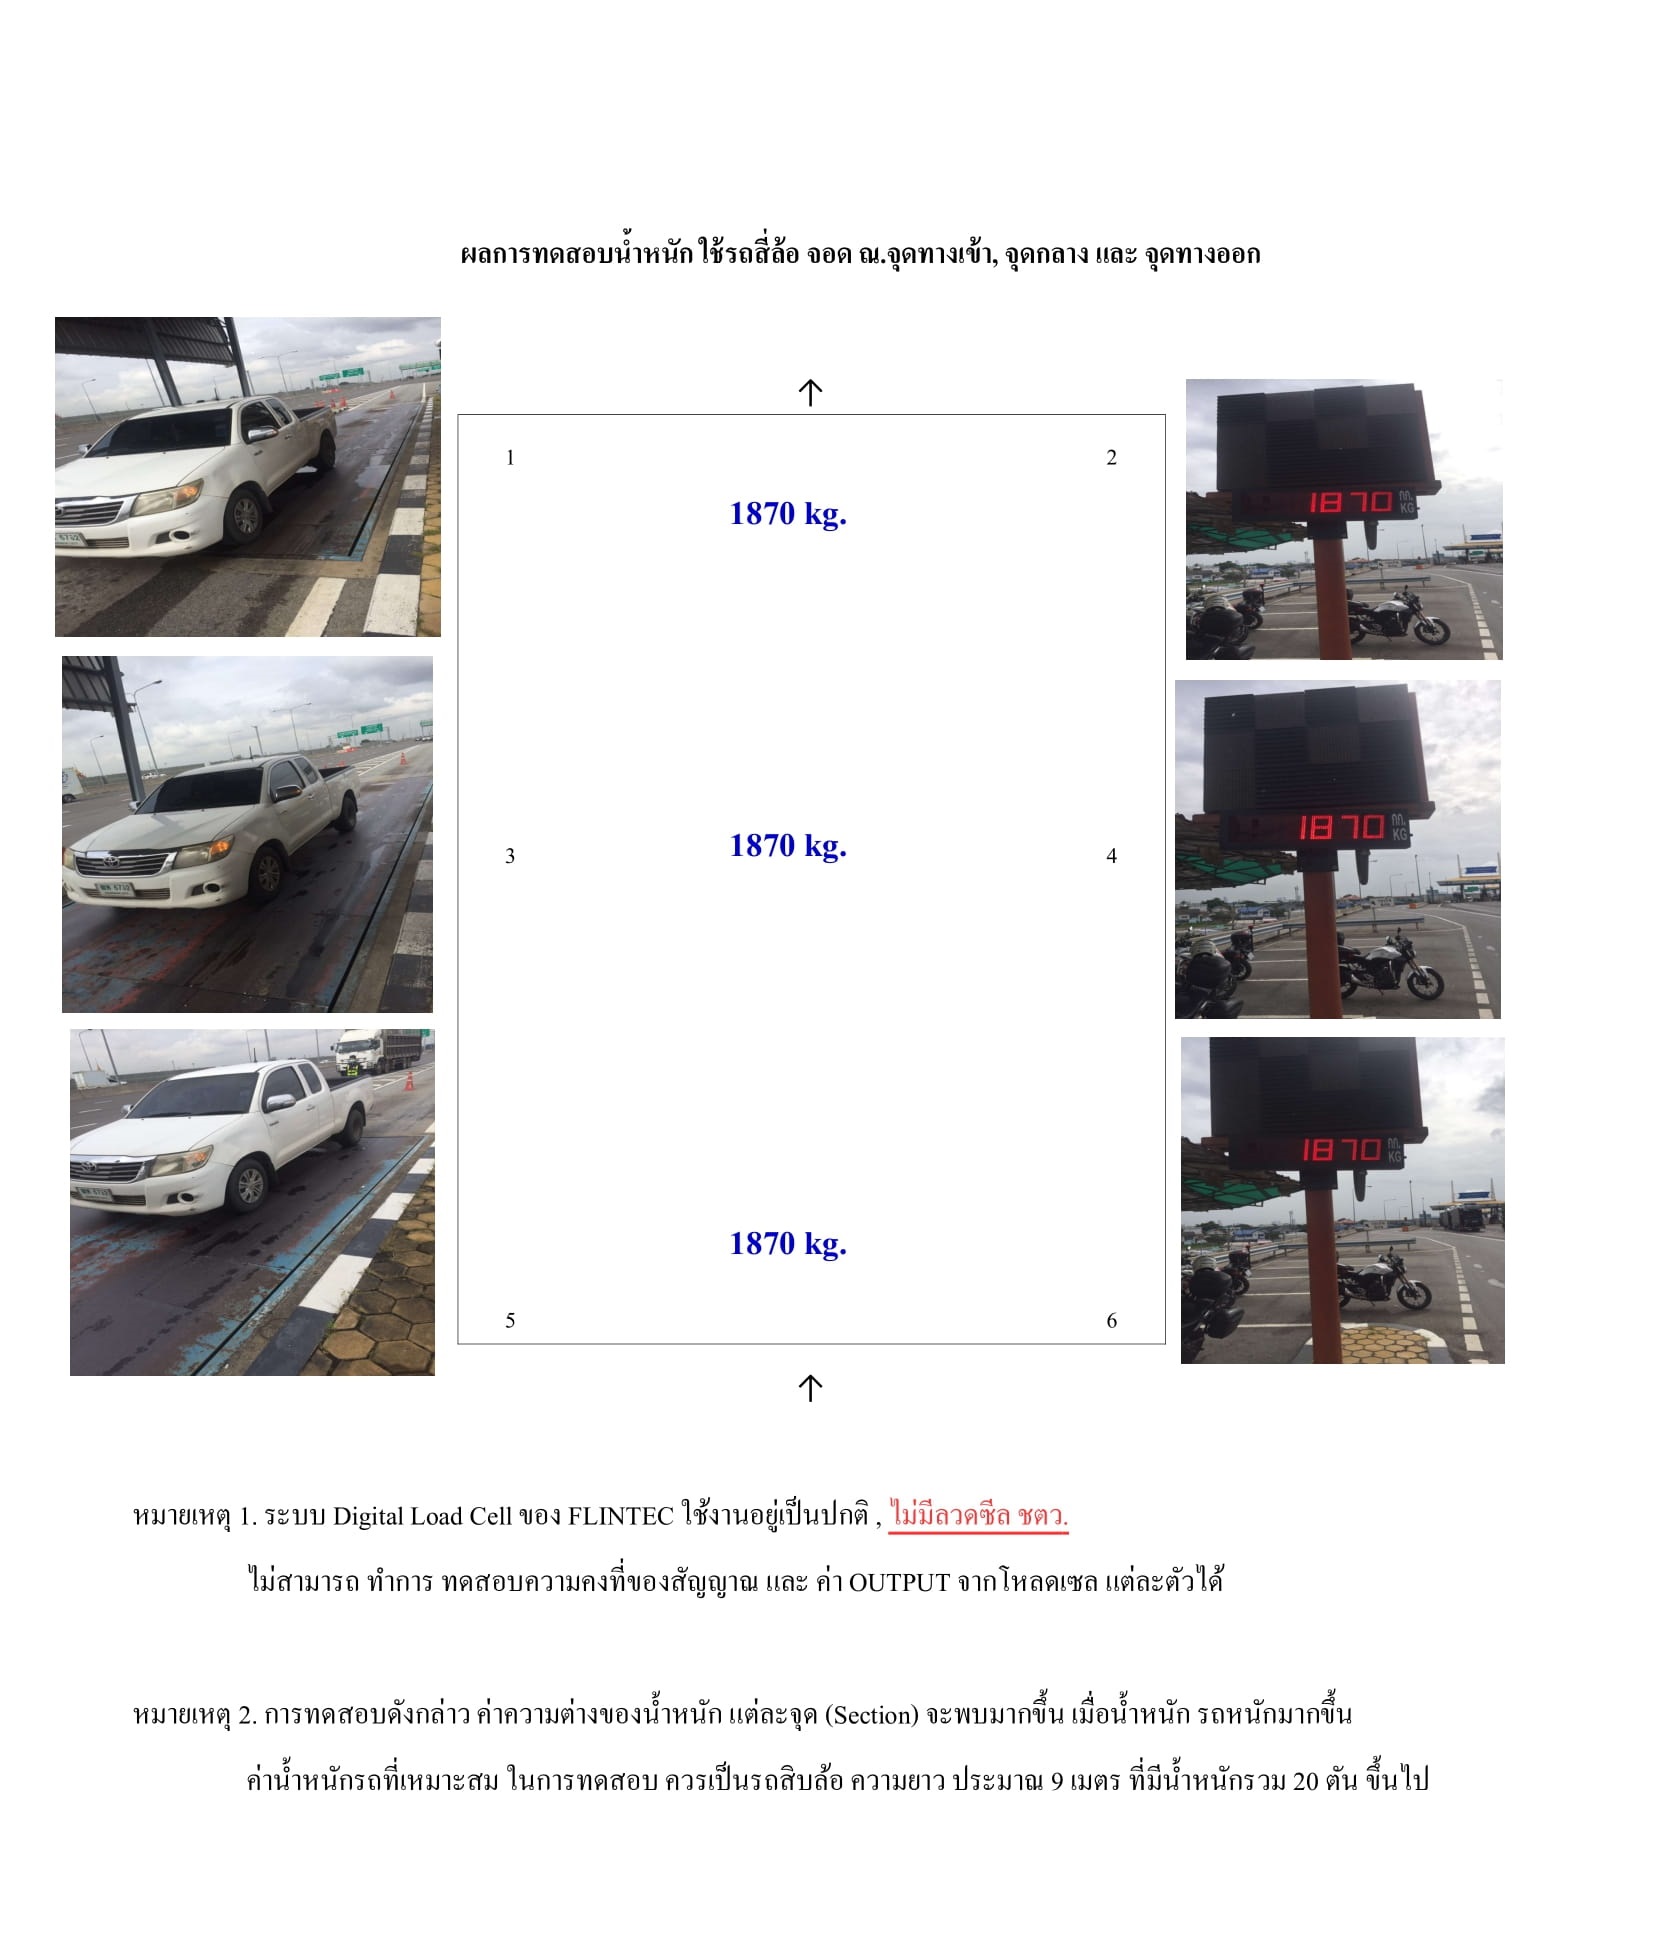 ผลการทดสอบน้ำหนัก ใช้รถสี่ล้อ จอด ณ.จุดทางเข้า, จุดกลาง และ จุดทางออก
↑
1 2
1870 kg.
1870 กก. KG
3 4
1870 kg.
1870 กก. KG
1870 kg.
1870 กก. KG
5 6
↑
หมายเหตุ 1. ระบบ Digital Load Cell ของ FLINTEC ใช้งานอยู่เป็นปกติ , ไม่มีลวดซีล ชตว.
ไม่สามารถ ทำการ ทดสอบความคงที่ของสัญญาณ และ ค่า OUTPUT จากโหลดเซล แต่ละตัวได้
หมายเหตุ 2. การทดสอบดังกล่าว ค่าความต่างของน้ำหนัก แต่ละจุด (Section) จะพบมากขึ้น เมื่อน้ำหนัก รถหนักมากขึ้น
ค่าน้ำหนักรถที่เหมาะสม ในการทดสอบ ควรเป็นรถสิบล้อ ความยาว ประมาณ 9 เมตร ที่มีน้ำหนักรวม 20 ตัน ขึ้นไป